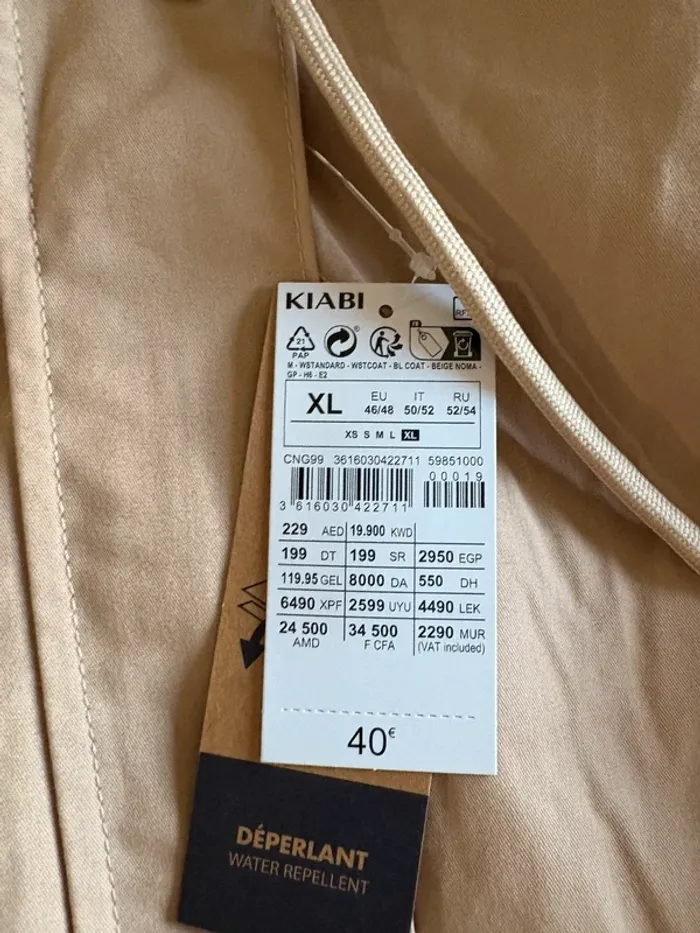 KIABI
21
PAP
FR
M - WSTANDARD - WSTCOAT - BL COAT - BEIGE NOMA -
GP - H6 - E2
XL EU IT RU
46/48 50/52 52/54
XS S M L XL
CNG99 3616030422711 59851000
00019
3 616030 422711
229 AED 19.900 KWD
199 DT 199 SR 2950 EGP
119.95 GEL 8000 DA 550 DH
6490 XPF 2599 UYU 4490 LEK
24 500 AMD 34 500 F CFA 2290 MUR
(VAT included)
40€
DÉPERLANT
WATER REPELLENT